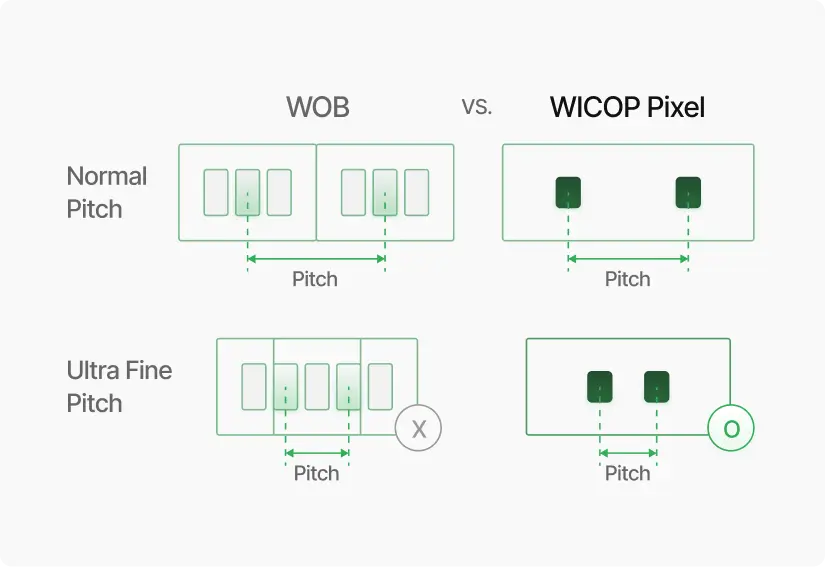 WOB
vs.
WICOP Pixel
Normal
Pitch
Pitch
Pitch
Ultra Fine
Pitch
X
O
Pitch
Pitch